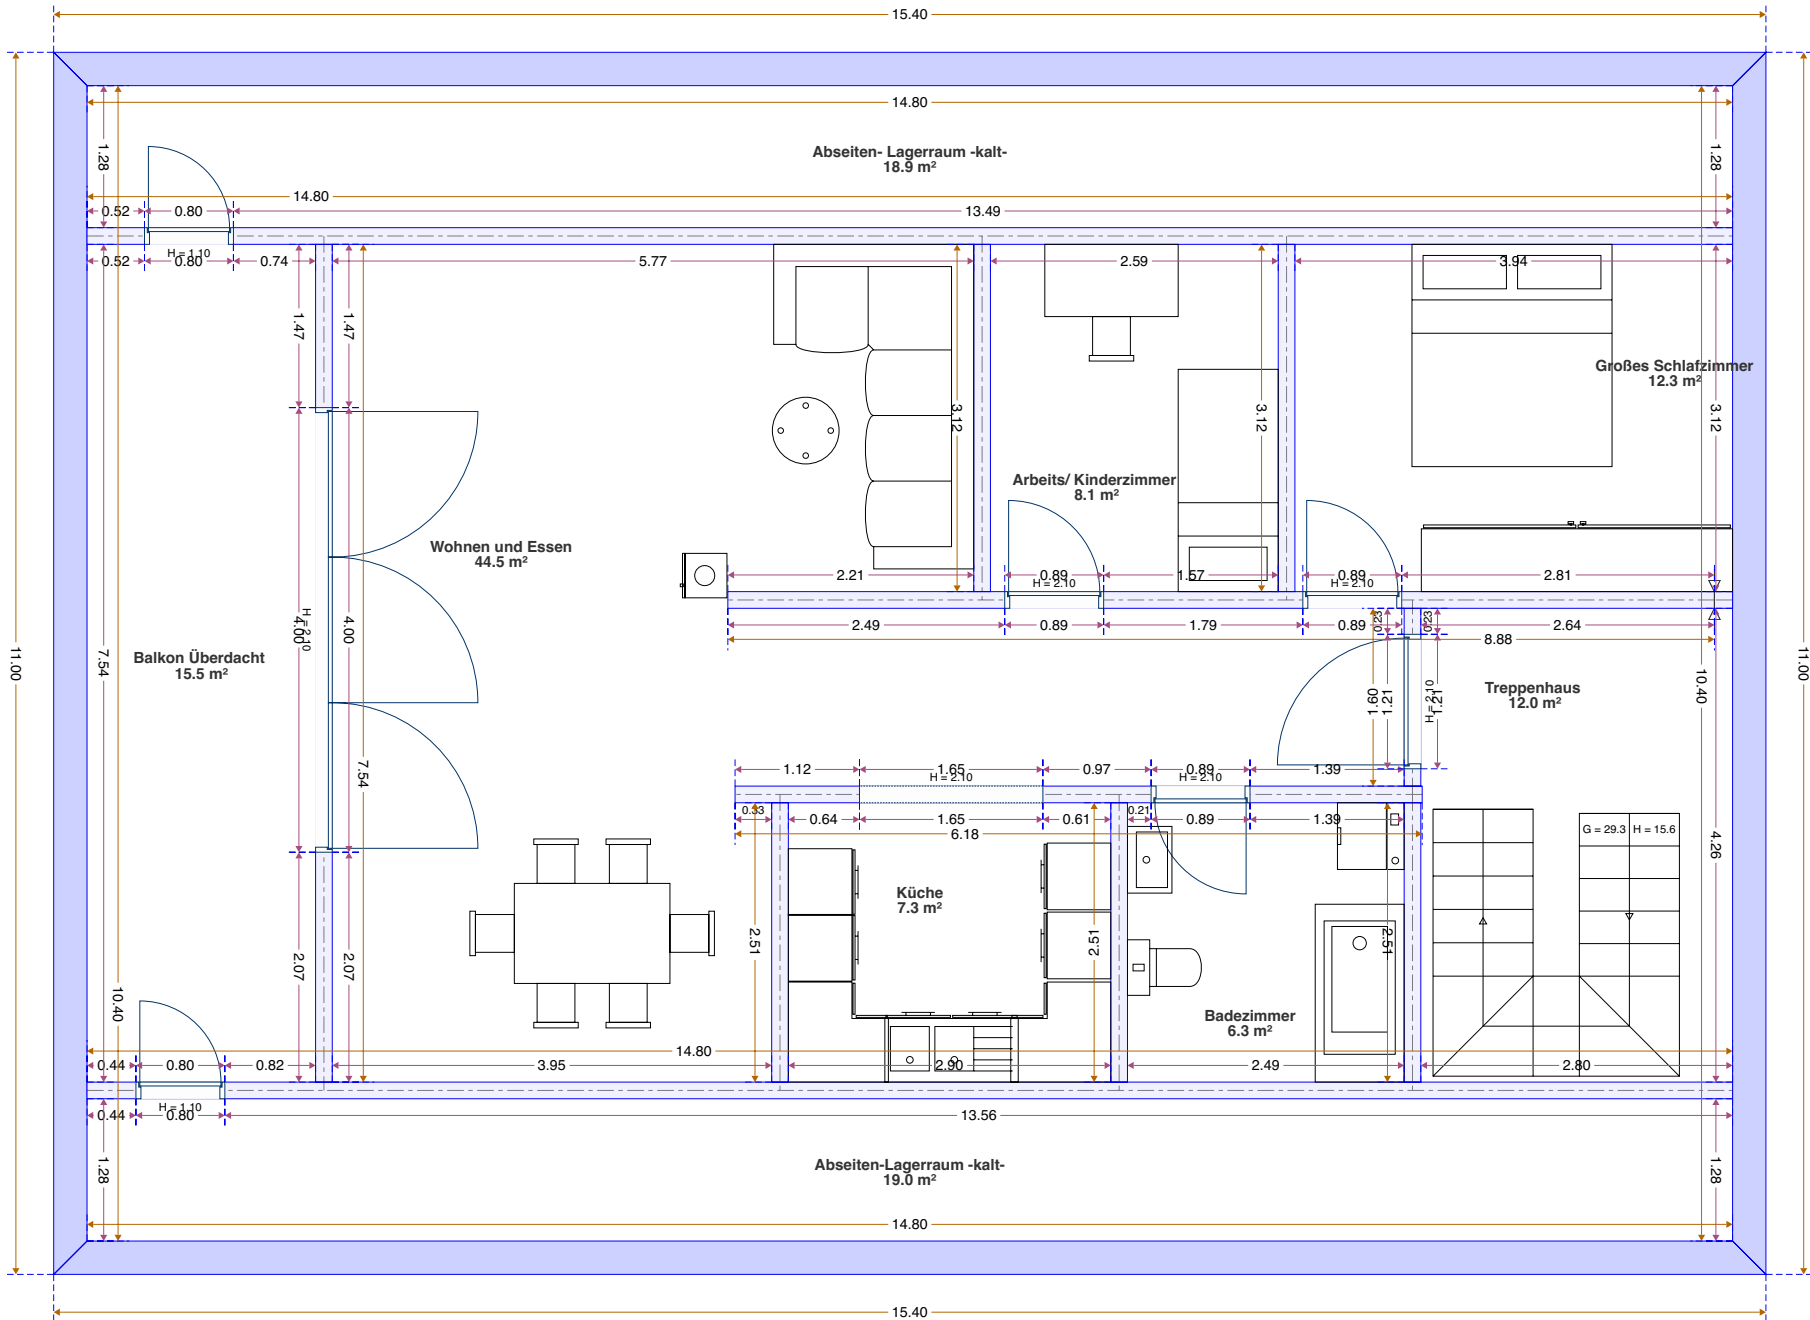 15.40
14.80
Abseiten- Lagerraum -kalt-
18.9 m²
1.28
1.28
14.80
0.52
0.80
13.49
H = 1.10
0.52
0.80
0.74
5.77
2.59
3.94
1.47
1.47
3.12
3.12
3.12
Großes Schlafzimmer
12.3 m²
Arbeits/ Kinderzimmer
8.1 m²
Wohnen und Essen
44.5 m²
2.21
0.89
H = 2.10
1.57
0.89
H = 2.10
2.81
2.49
0.89
1.79
0.89
0.23
0.23
2.64
8.88
11.00
7.54
Balkon Überdacht
15.5 m²
4.00
H = 2.10
4.00
1.60
1.21
1.21
H = 2.10
Treppenhaus
12.0 m²
10.40
11.00
7.54
1.12
1.65
H = 2.10
0.97
0.89
H = 2.10
1.39
0.33
0.64
1.65
0.61
0.21
0.89
1.39
6.18
G = 29.3
H = 15.6
4.26
Küche
7.3 m²
2.07
2.07
2.51
2.51
2.51
10.40
Badezimmer
6.3 m²
14.80
0.44
0.80
0.82
3.95
2.90
2.49
2.80
H = 1.10
0.44
0.80
13.56
1.28
Abseiten-Lagerraum -kalt-
19.0 m²
1.28
14.80
15.40